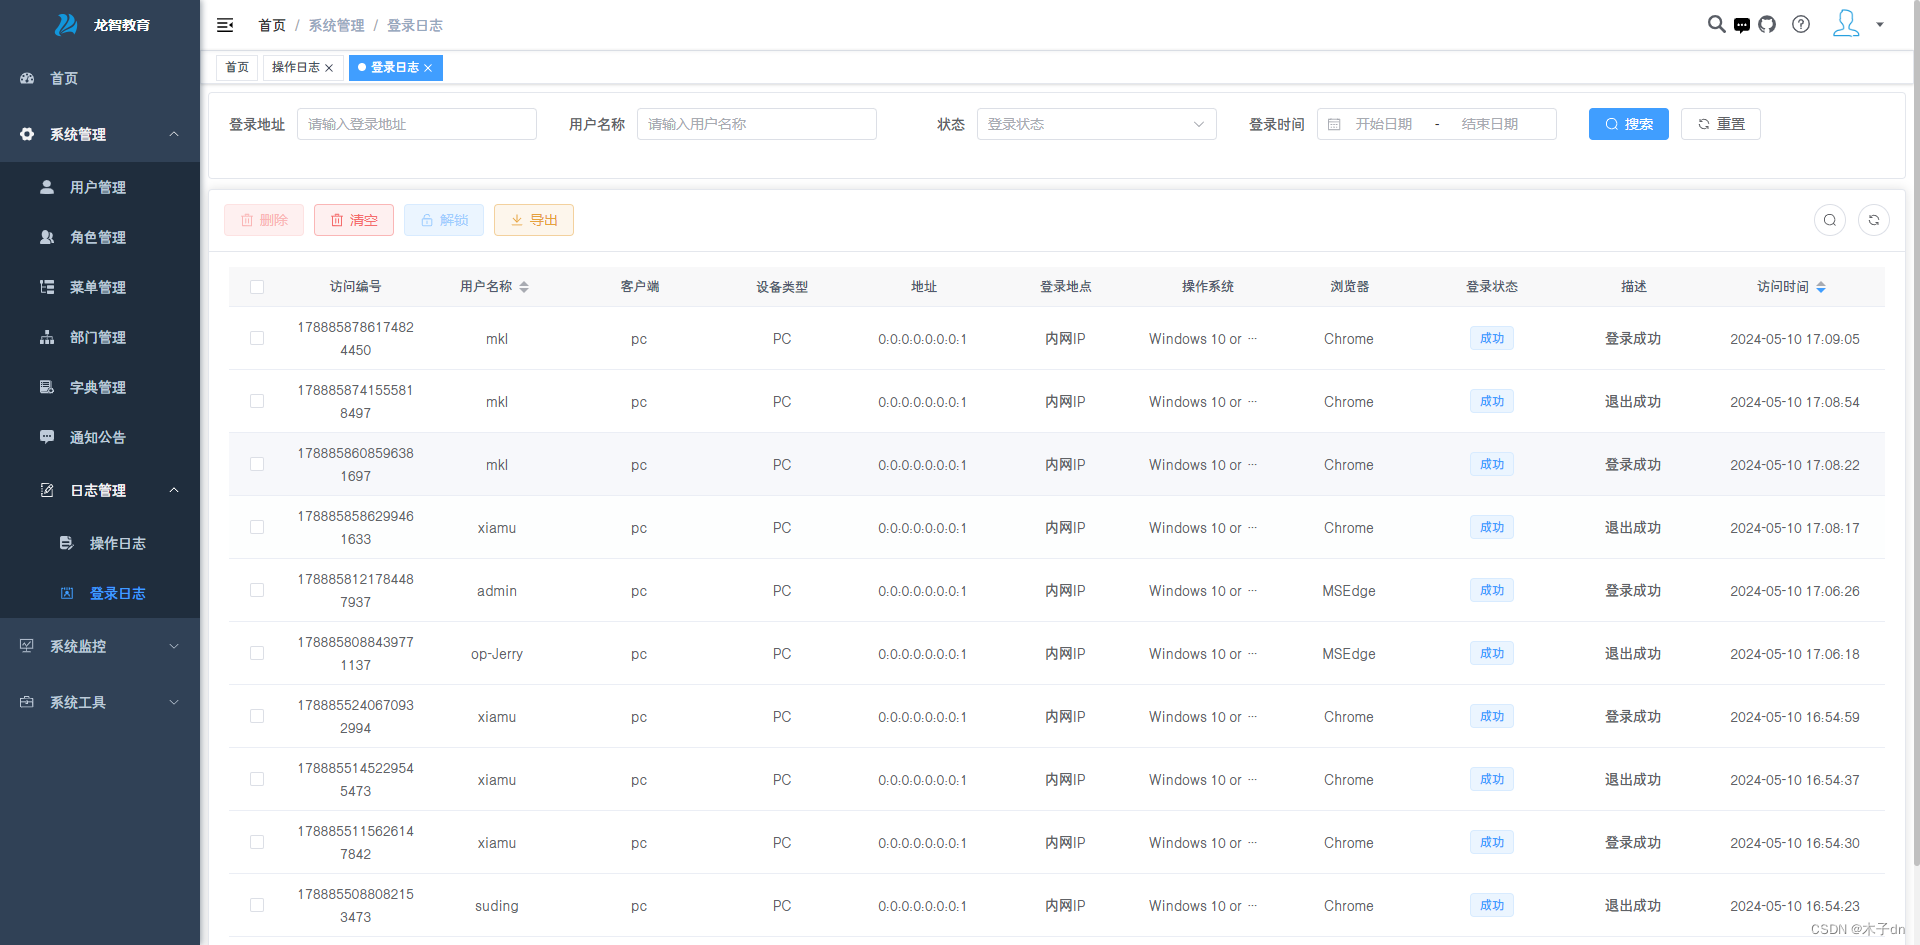 龙智教育
首页 / 系统管理 / 登录日志
首页
操作日志
登录日志
首页
系统管理
用户管理
角色管理
菜单管理
部门管理
字典管理
通知公告
日志管理
操作日志
登录日志
系统监控
系统工具
登录地址 请输入登录地址 用户名称 请输入用户名称 状态 登录状态 登录时间 开始日期 - 结束日期 搜索 重置
删除 清空 解锁 导出
访问编号 用户名称 客户端 设备类型 地址 登录地点 操作系统 浏览器 登录状态 描述 访问时间
178885878617482
4450 mkl pc PC 0:0:0:0:0:0:0:1 内网IP Windows 10 or ... Chrome 成功 登录成功 2024-05-10 17:09:05
178885874155581
8497 mkl pc PC 0:0:0:0:0:0:0:1 内网IP Windows 10 or ... Chrome 成功 退出成功 2024-05-10 17:08:54
178885860859638
1697 mkl pc PC 0:0:0:0:0:0:0:1 内网IP Windows 10 or ... Chrome 成功 登录成功 2024-05-10 17:08:22
178885858629946
1633 xiamu pc PC 0:0:0:0:0:0:0:1 内网IP Windows 10 or ... Chrome 成功 退出成功 2024-05-10 17:08:17
178885812178448
7937 admin pc PC 0:0:0:0:0:0:0:1 内网IP Windows 10 or ... MSEdge 成功 登录成功 2024-05-10 17:06:26
178885808843977
1137 op-Jerry pc PC 0:0:0:0:0:0:0:1 内网IP Windows 10 or ... MSEdge 成功 退出成功 2024-05-10 17:06:18
178885524067093
2994 xiamu pc PC 0:0:0:0:0:0:0:1 内网IP Windows 10 or ... Chrome 成功 登录成功 2024-05-10 16:54:59
178885514522954
5473 xiamu pc PC 0:0:0:0:0:0:0:1 内网IP Windows 10 or ... Chrome 成功 退出成功 2024-05-10 16:54:37
178885511562614
7842 xiamu pc PC 0:0:0:0:0:0:0:1 内网IP Windows 10 or ... Chrome 成功 登录成功 2024-05-10 16:54:30
178885508808215
3473 suding pc PC 0:0:0:0:0:0:0:1 内网IP Windows 10 or ... Chrome 成功 退出成功 2024-05-10 16:54:23
CSDN @木子dn